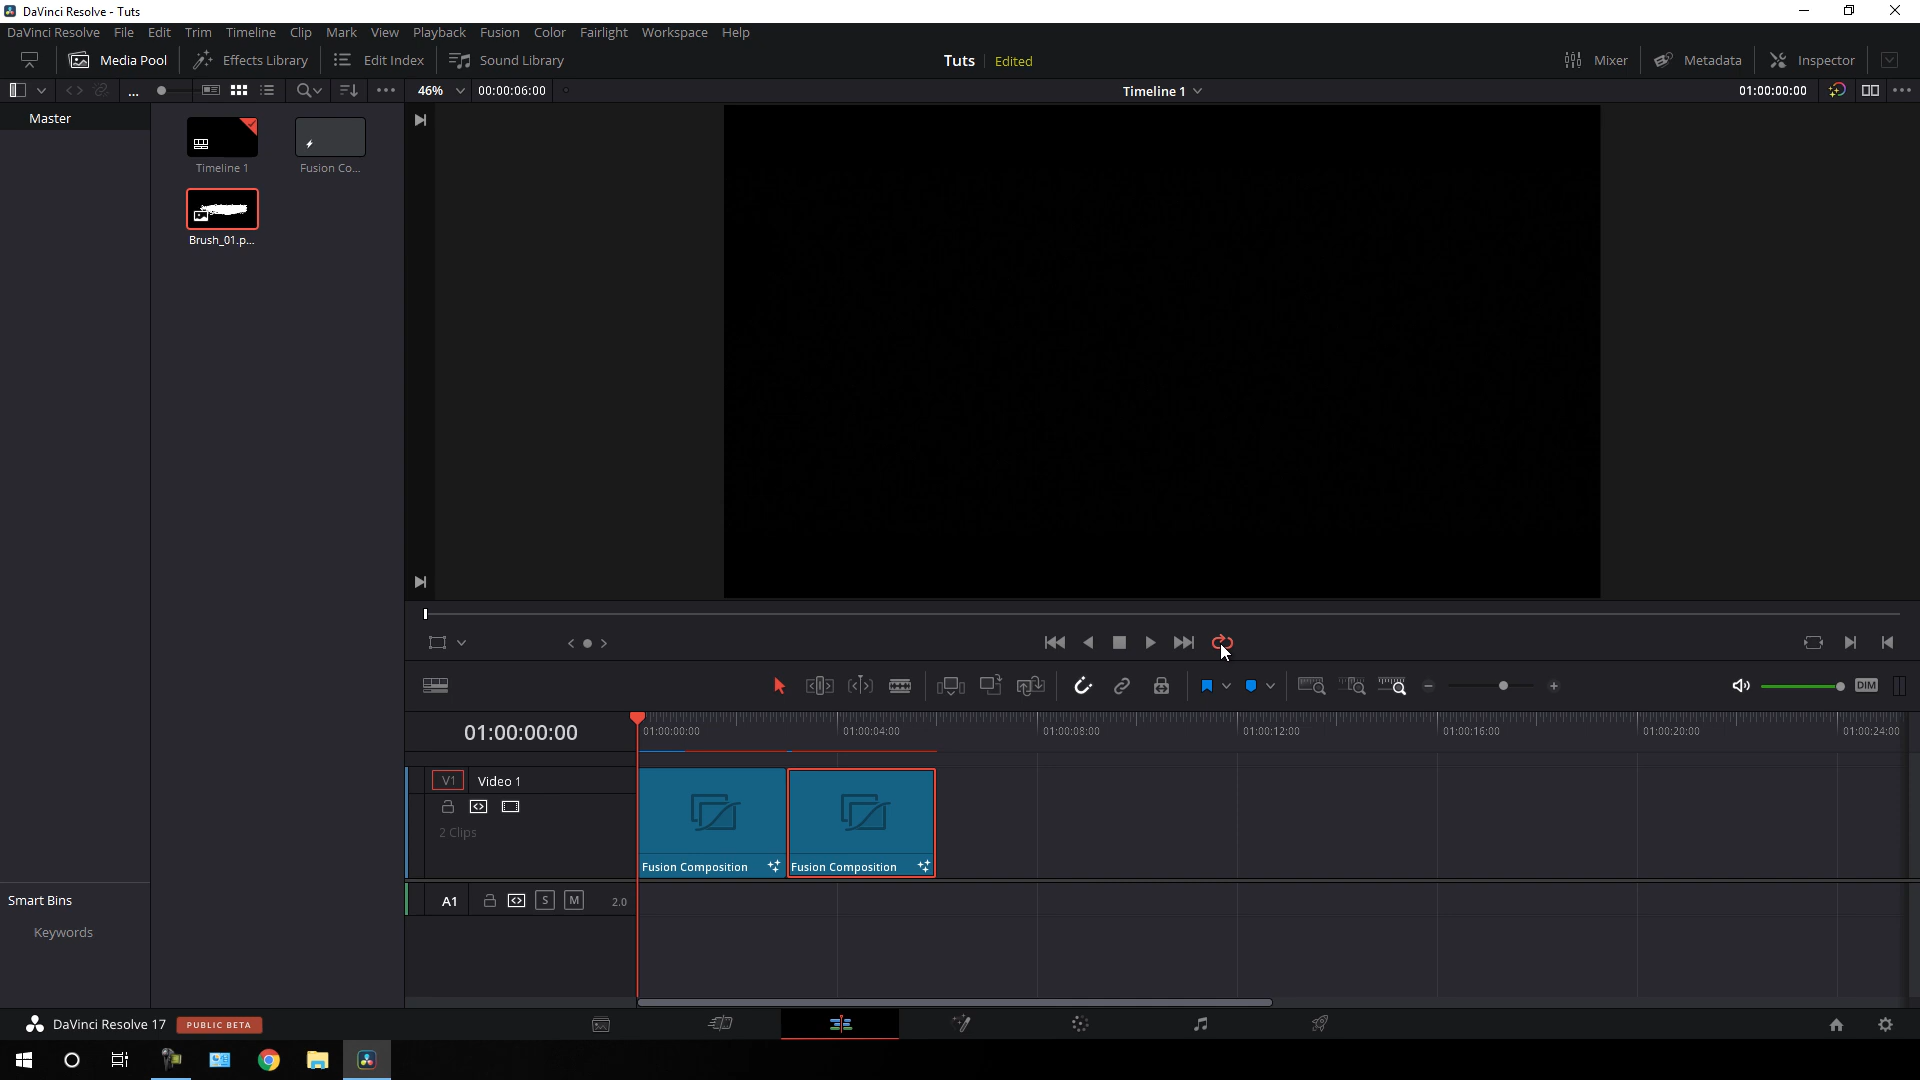 DaVinci Resolve - Tuts
DaVinci Resolve File Edit Trim Timeline Clip Mark View Playback Fusion Color Fairlight Workspace Help
Media Pool Effects Library Edit Index Sound Library Tuts Edited Mixer Metadata Inspector
46% 00:00:06:00 Timeline 1 01:00:00:00
Master
Timeline 1 Fusion Co...
Brush_01.p...
DIM
01:00:00:00 01:00:00:00 01:00:04:00 01:00:08:00 01:00:12:00 01:00:16:00 01:00:20:00 01:00:24:00
V1 Video 1
2 Clips
Fusion Composition Fusion Composition
A1 S M 2.0
Smart Bins
Keywords
DaVinci Resolve 17 PUBLIC BETA